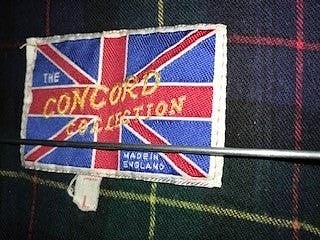 THE
CONCORD
COLLECTION
MADE IN
ENGLAND
L